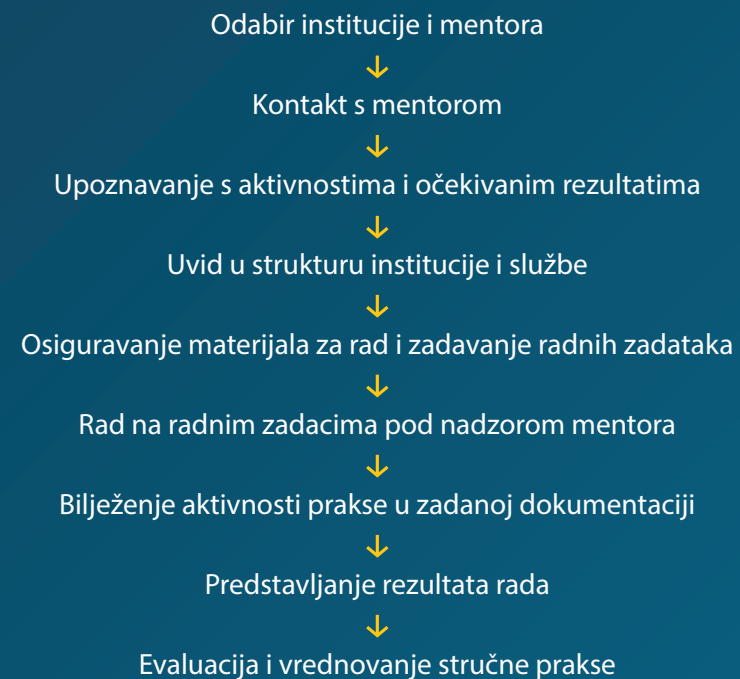 Odabir institucije i mentora
↓
Kontakt s mentorom
↓
Upoznavanje s aktivnostima i očekivanim rezultatima
↓
Uvid u strukturu institucije i službe
↓
Osiguravanje materijala za rad i zadavanje radnih zadataka
↓
Rad na radnim zadacima pod nadzorom mentora
↓
Bilježenje aktivnosti prakse u zadanoj dokumentaciji
↓
Predstavljanje rezultata rada
↓
Evaluacija i vrednovanje stručne prakse